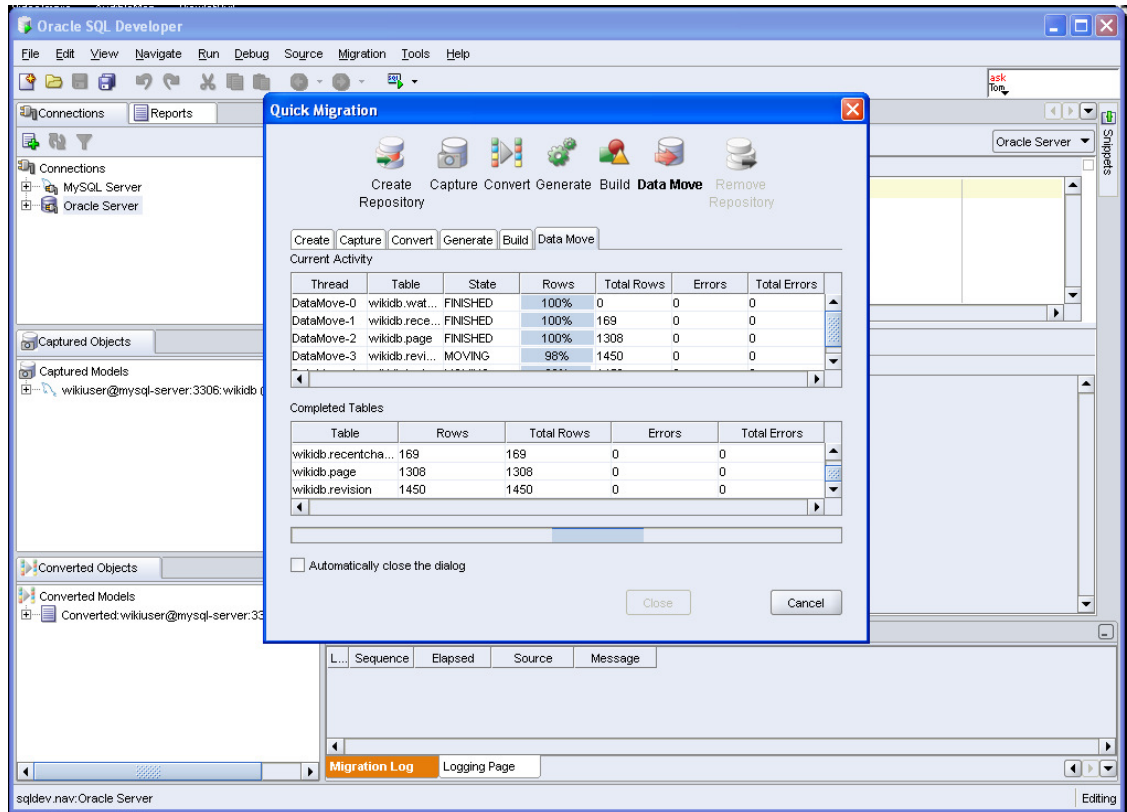 Oracle SQL Developer
File Edit View Navigate Run Debug Source Migration Tools Help
ask
Tom
Connections Reports
Oracle Server
Snippets
Connections
MySQL Server
Oracle Server
Captured Objects
Captured Models
wikiuser@mysql-server:3306:wikidb (
Converted Objects
Converted Models
Converted:wikiuser@mysql-server:33
Quick Migration
Create Repository Capture Convert Generate Build Data Move Remove Repository
Create Capture Convert Generate Build Data Move
Current Activity
Thread Table State Rows Total Rows Errors Total Errors
DataMove-0 wikidb.wat... FINISHED 100% 0 0 0
DataMove-1 wikidb.rece... FINISHED 100% 169 0 0
DataMove-2 wikidb.page FINISHED 100% 1308 0 0
DataMove-3 wikidb.revi... MOVING 98% 1450 0 0
Completed Tables
Table Rows Total Rows Errors Total Errors
wikidb.recentcha... 169 169 0 0
wikidb.page 1308 1308 0 0
wikidb.revision 1450 1450 0 0
Automatically close the dialog
Close Cancel
L... Sequence Elapsed Source Message
Migration Log Logging Page
sqldev.nav:Oracle Server Editing